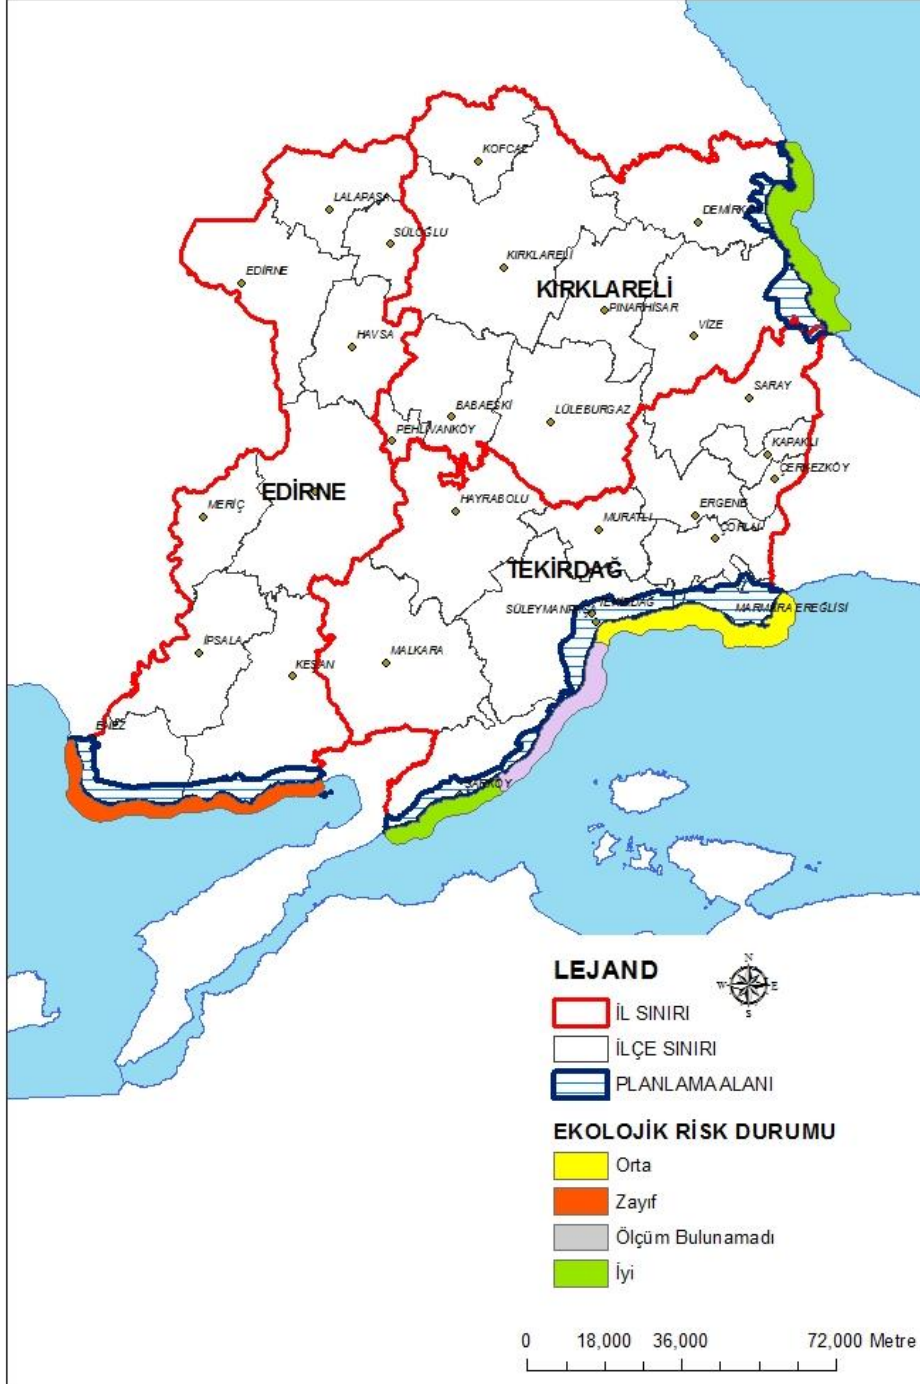 KOFCAZ
LALAPAŞA
DEMİRKÖY
SÜLOĞLU
KIRKLARELİ
EDİRNE
KIRKLARELİ
PINARHİSAR
VİZE
HAVSA
SARAY
BABAESKİ
LÜLEBURGAZ
PEHLİVANKÖY
KAPAKLI
ÇERKEZKÖY
EDİRNE
MERİÇ
HAYRABOLU
ERGENE
MURATLI
ÇORLU
TEKİRDAĞ
SÜLEYMANPAŞA
TEKİRDAĞ
MARMARA EREĞLİSİ
İPSALA
MALKARA
KEŞAN
ENEZ
ŞARKÖY
LEJAND
N
W
E
S
İL SINIRI
İLÇE SINIRI
PLANLAMA ALANI
EKOLOJİK RİSK DURUMU
Orta
Zayıf
Ölçüm Bulunamadı
İyi
0 18,000 36,000 72,000 Metre